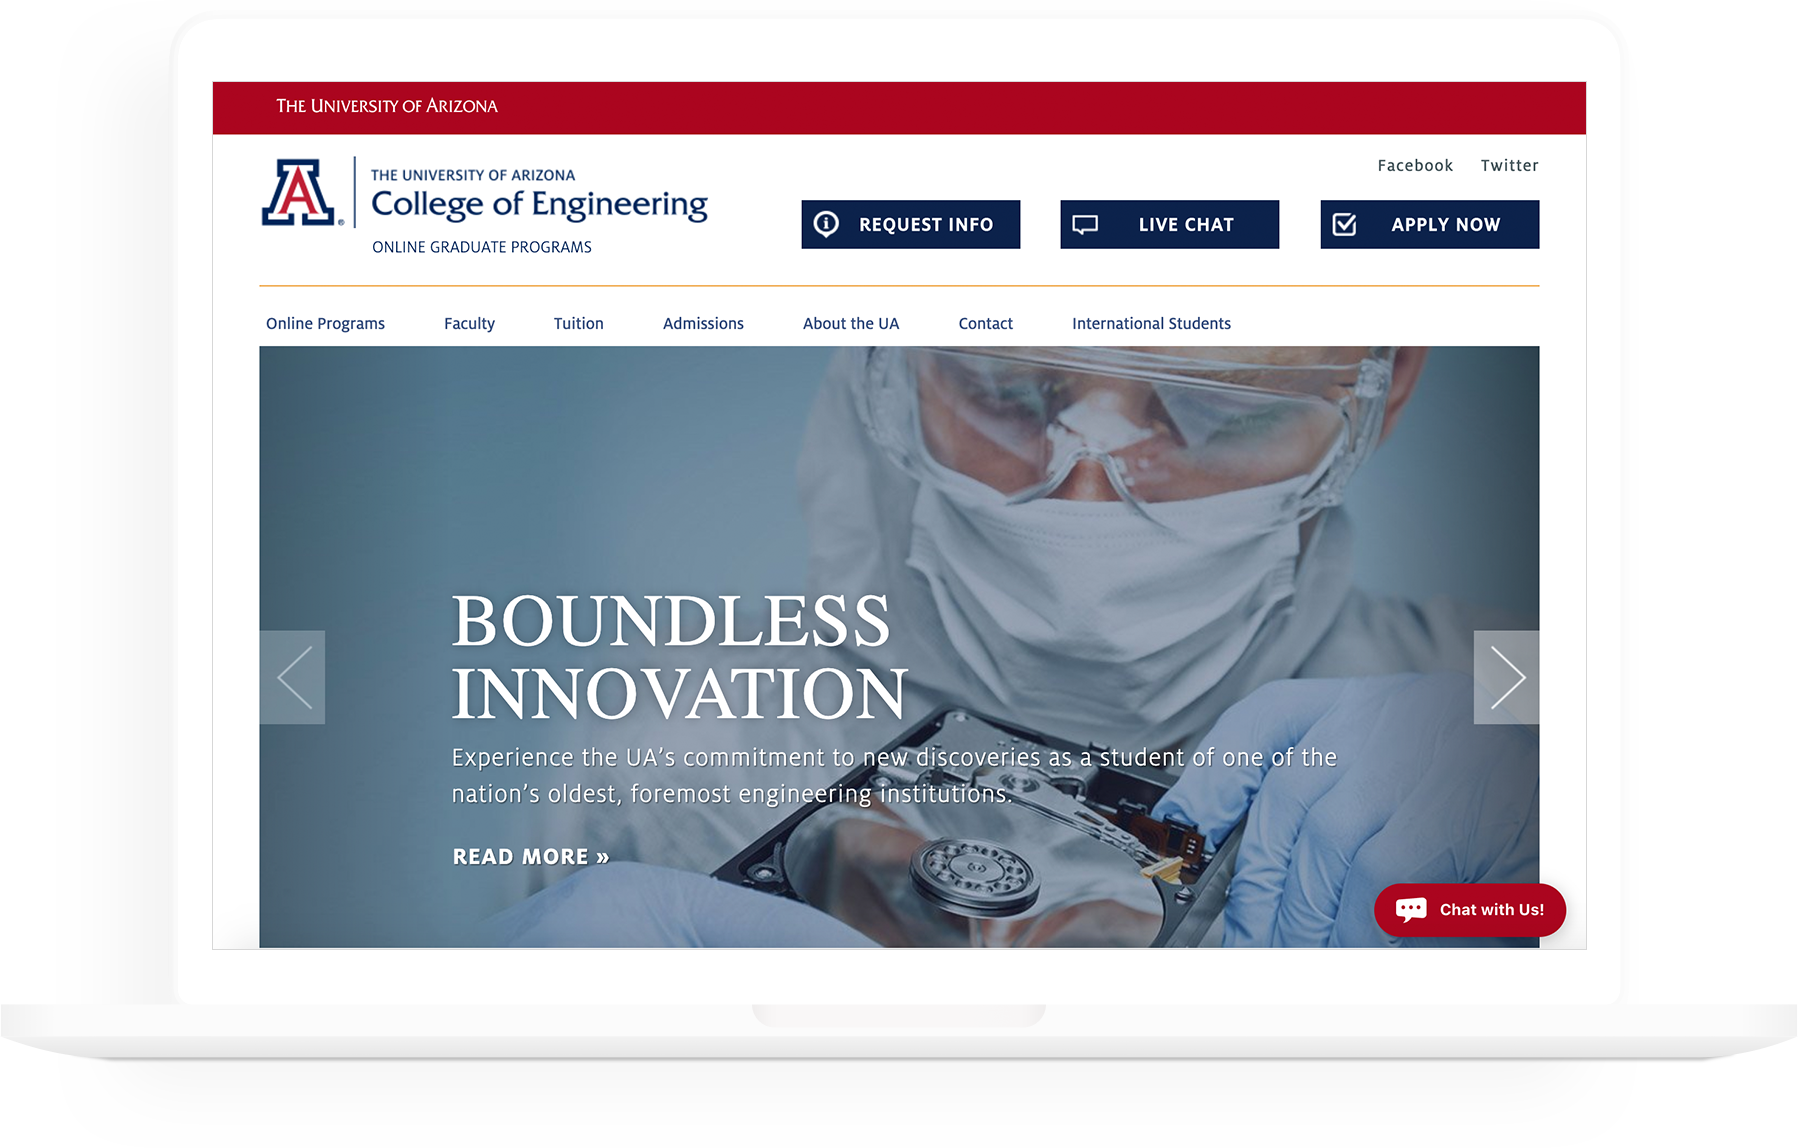 THE UNIVERSITY OF ARIZONA
A
THE UNIVERSITY OF ARIZONA
College of Engineering
ONLINE GRADUATE PROGRAMS
Facebook Twitter
REQUEST INFO LIVE CHAT APPLY NOW
Online Programs Faculty Tuition Admissions About the UA Contact International Students
BOUNDLESS
INNOVATION
Experience the UA’s commitment to new discoveries as a student of one of the
nation’s oldest, foremost engineering institutions.
READ MORE »
Chat with Us!